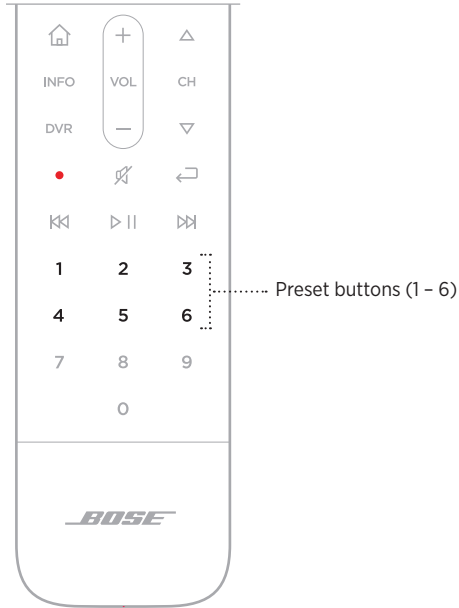 +
INFO VOL CH
DVR –
1 2 3
Preset buttons (1 – 6)
4 5 6
7 8 9
0
BOSE